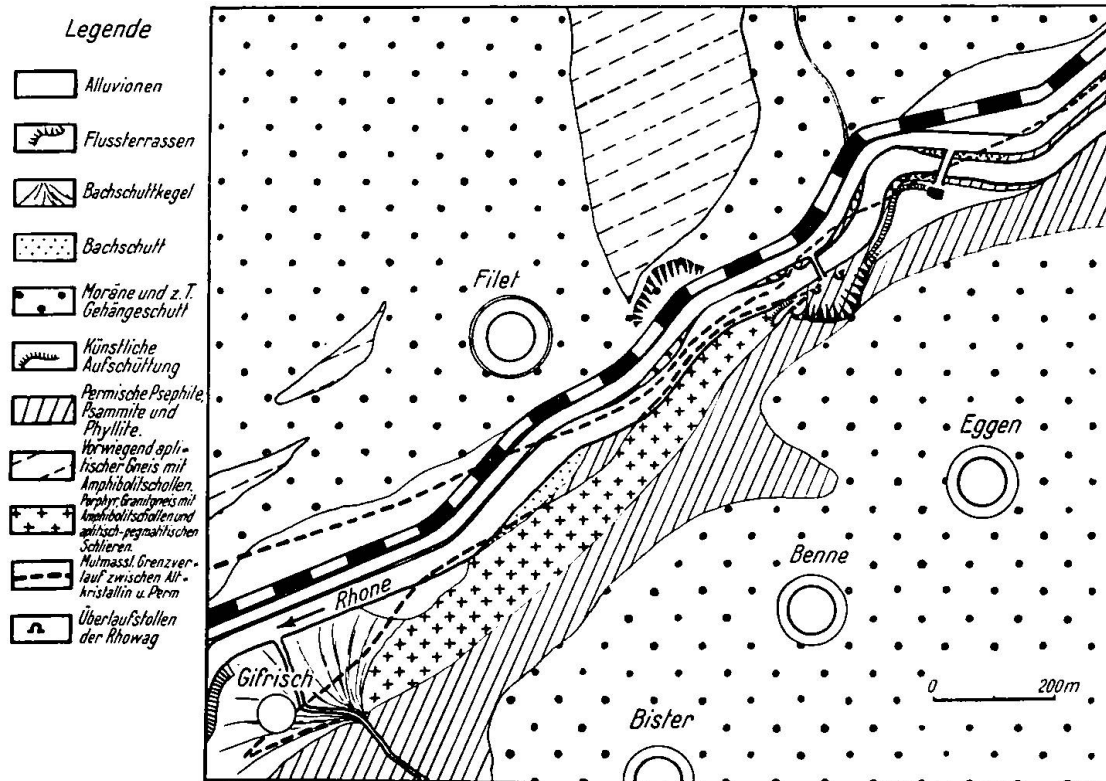 Legende
Alluvionen
Flussterrassen
Bachschuttkegel
Bachschutt
Moräne und z.T.
Gehängeschutt
Künstliche
Aufschüttung
Permische Psephite,
Psammite und
Phyllite.
Vorwiegend apli-
tischer Gneis mit
Amphibolitschollen.
Porphyr. Granitgneis mit
Amphibolitschollen und
aplitisch-pegmatitischen
Schlieren.
Mutmassl. Grenzver-
lauf zwischen Alt-
kristallin u. Perm
Überlaufstollen
der Rhowag
Filet
Eggen
Benne
Rhone
Gifrisch
Bister
0 200m